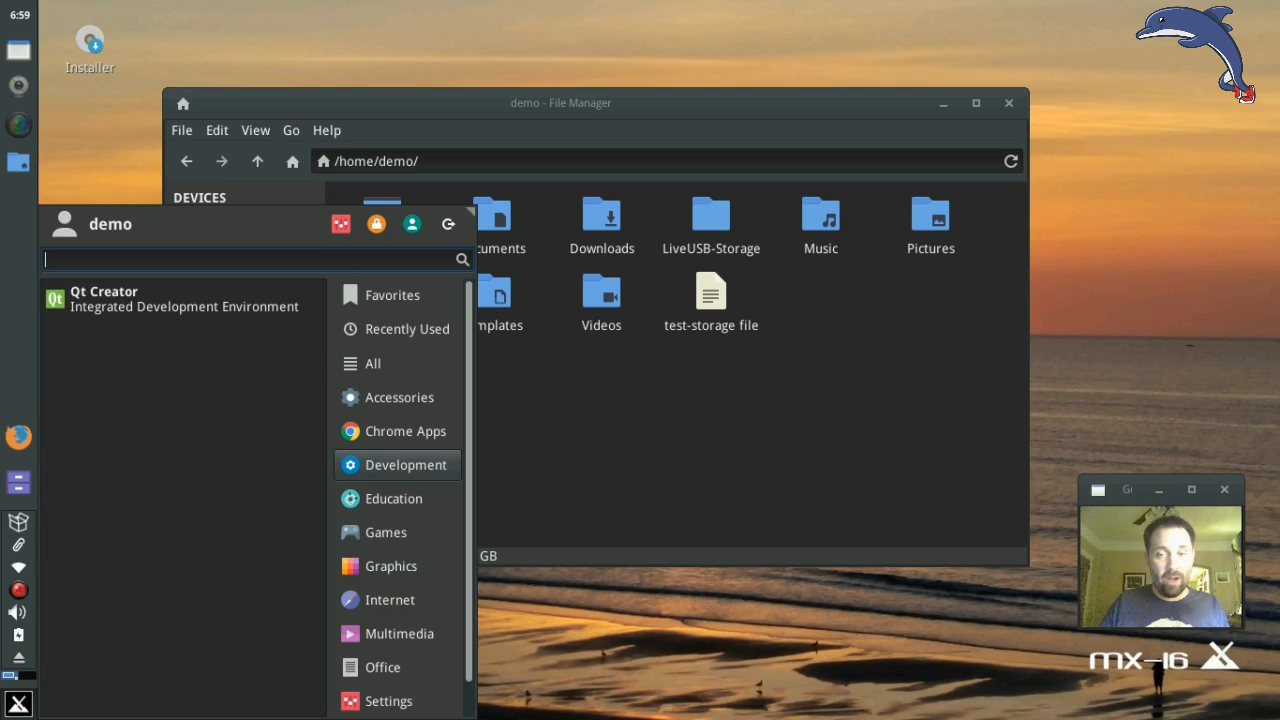 6:59
Installer
demo - File Manager
File Edit View Go Help
/home/demo/
DEVICES
cuments
Downloads
LiveUSB-Storage
Music
Pictures
mplates
Videos
test-storage file
GB
demo
Qt Creator
Integrated Development Environment
Favorites
Recently Used
All
Accessories
Chrome Apps
Development
Education
Games
Graphics
Internet
Multimedia
Office
Settings
Qt
MX-16